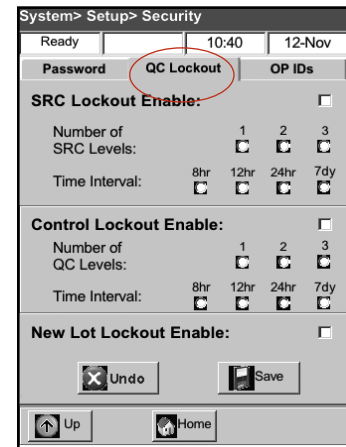 System> Setup> Security
Ready 10:40 12-Nov
Password QC Lockout OP IDs
SRC Lockout Enable:
Number of 1 2 3
SRC Levels:
8hr 12hr 24hr 7dy
Time Interval:
Control Lockout Enable:
Number of 1 2 3
QC Levels:
8hr 12hr 24hr 7dy
Time Interval:
New Lot Lockout Enable:
Undo Save
Up Home